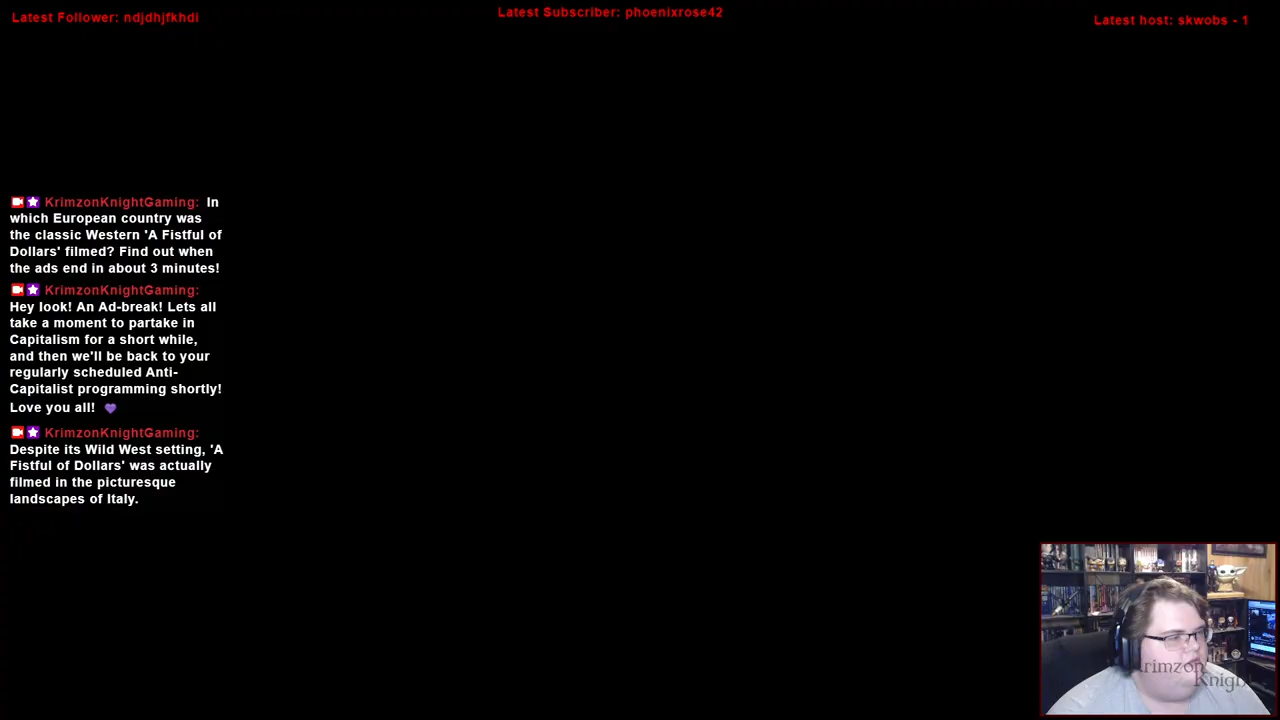 Latest Follower: ndjdhjfkhdi
Latest Subscriber: phoenixrose42
Latest host: skwobs - 1
KrimzonKnightGaming: In
which European country was
the classic Western 'A Fistful of
Dollars' filmed? Find out when
the ads end in about 3 minutes!
KrimzonKnightGaming:
Hey look! An Ad-break! Lets all
take a moment to partake in
Capitalism for a short while,
and then we'll be back to your
regularly scheduled Anti-
Capitalist programming shortly!
Love you all!
KrimzonKnightGaming:
Despite its Wild West setting, 'A
Fistful of Dollars' was actually
filmed in the picturesque
landscapes of Italy.
Krimzon
Knight